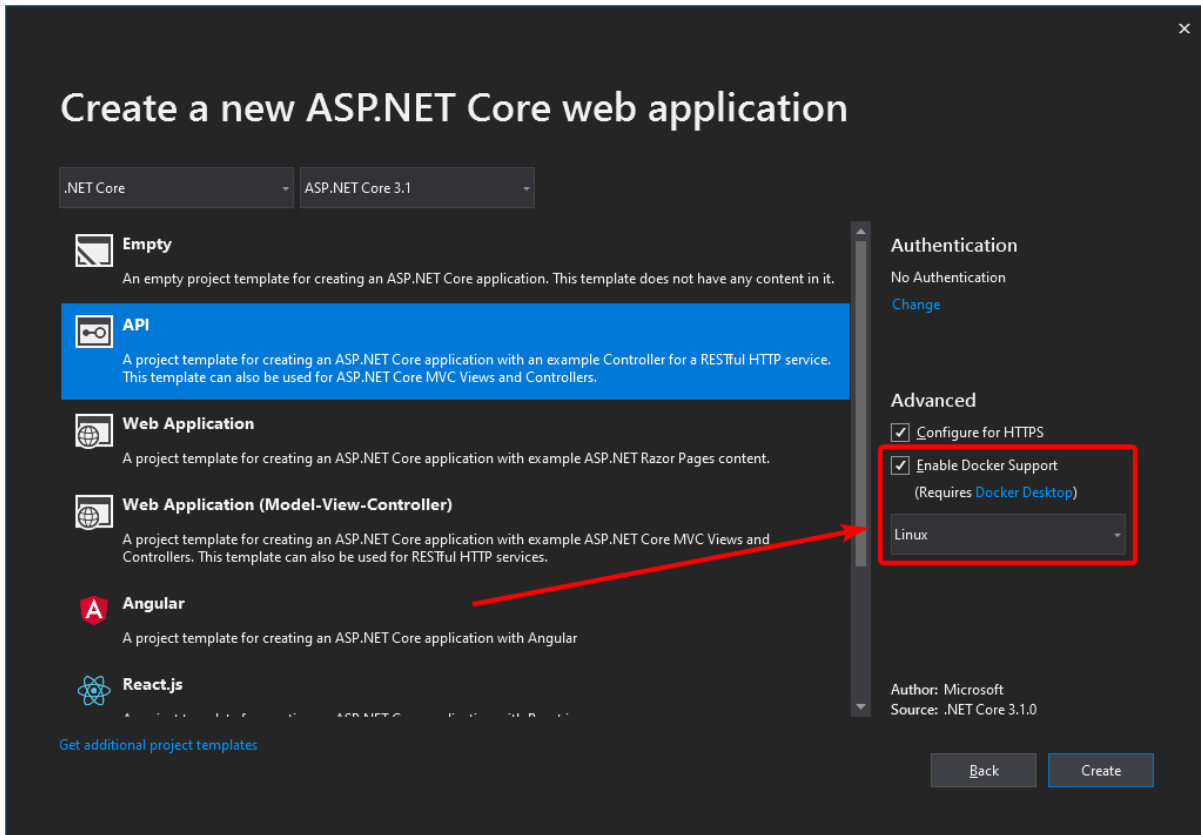 Create a new ASP.NET Core web application
.NET Core
ASP.NET Core 3.1
Empty
An empty project template for creating an ASP.NET Core application. This template does not have any content in it.
API
A project template for creating an ASP.NET Core application with an example Controller for a RESTful HTTP service.
This template can also be used for ASP.NET Core MVC Views and Controllers.
Web Application
A project template for creating an ASP.NET Core application with example ASP.NET Razor Pages content.
Web Application (Model-View-Controller)
A project template for creating an ASP.NET Core application with example ASP.NET Core MVC Views and
Controllers. This template can also be used for RESTful HTTP services.
Angular
A project template for creating an ASP.NET Core application with Angular
React.js
Get additional project templates
Authentication
No Authentication
Change
Advanced
Configure for HTTPS
Enable Docker Support
(Requires Docker Desktop)
Linux
Author: Microsoft
Source: .NET Core 3.1.0
Back
Create